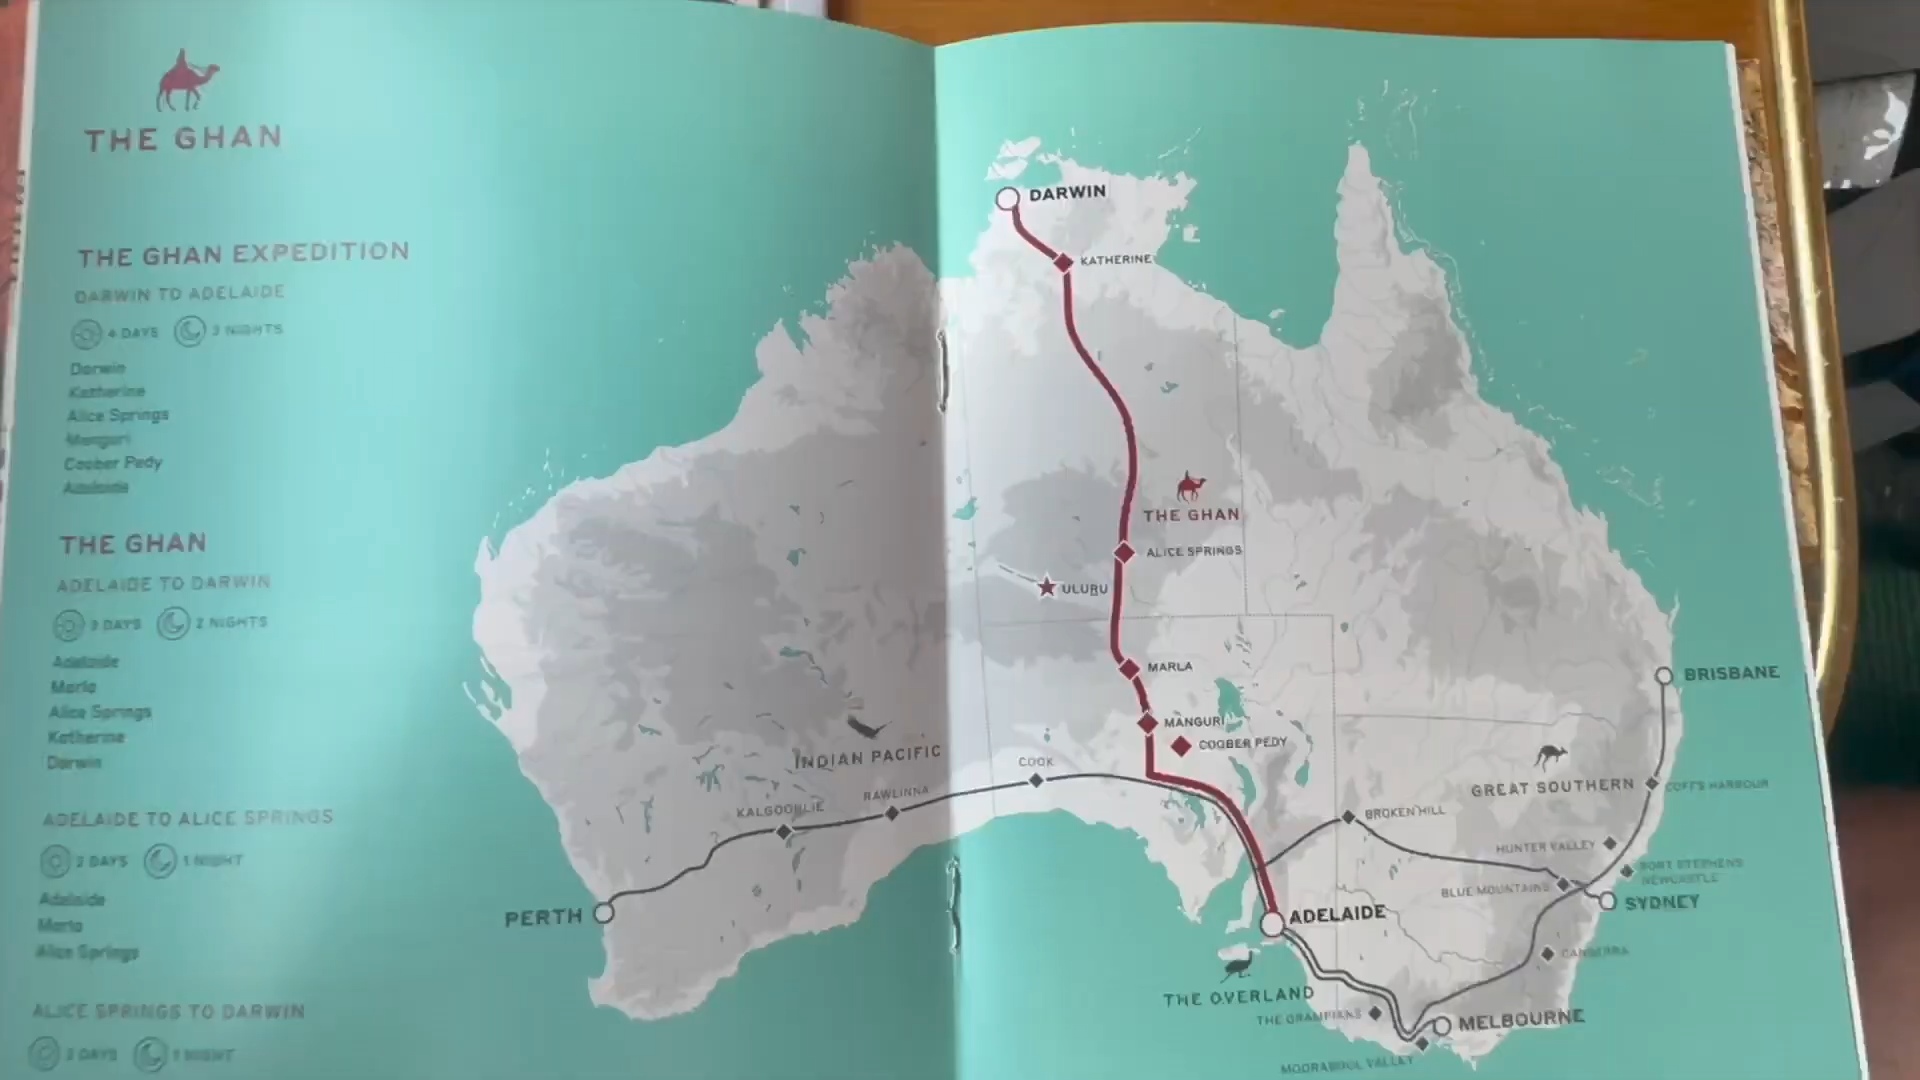 THE GHAN
THE GHAN EXPEDITION
DARWIN TO ADELAIDE
4 DAYS 3 NIGHTS
Darwin
Katherine
Alice Springs
Manguri
Coober Pedy
Adelaide
THE GHAN
ADELAIDE TO DARWIN
3 DAYS 2 NIGHTS
Adelaide
Marla
Alice Springs
Katherine
Darwin
ADELAIDE TO ALICE SPRINGS
2 DAYS 1 NIGHT
Adelaide
Marla
Alice Springs
ALICE SPRINGS TO DARWIN
2 DAYS 1 NIGHT
DARWIN
KATHERINE
THE GHAN
ALICE SPRINGS
ULURU
MARLA
MANGURI
COOBER PEDY
BRISBANE
INDIAN PACIFIC
COOK
RAWLINNA
KALGOORLIE
PERTH
GREAT SOUTHERN
COFFS HARBOUR
BROKEN HILL
HUNTER VALLEY
PORT STEPHENS
NEWCASTLE
BLUE MOUNTAINS
SYDNEY
ADELAIDE
CANBERRA
THE OVERLAND
THE GRAMPIANS
MELBOURNE
MOORABOOL VALLEY